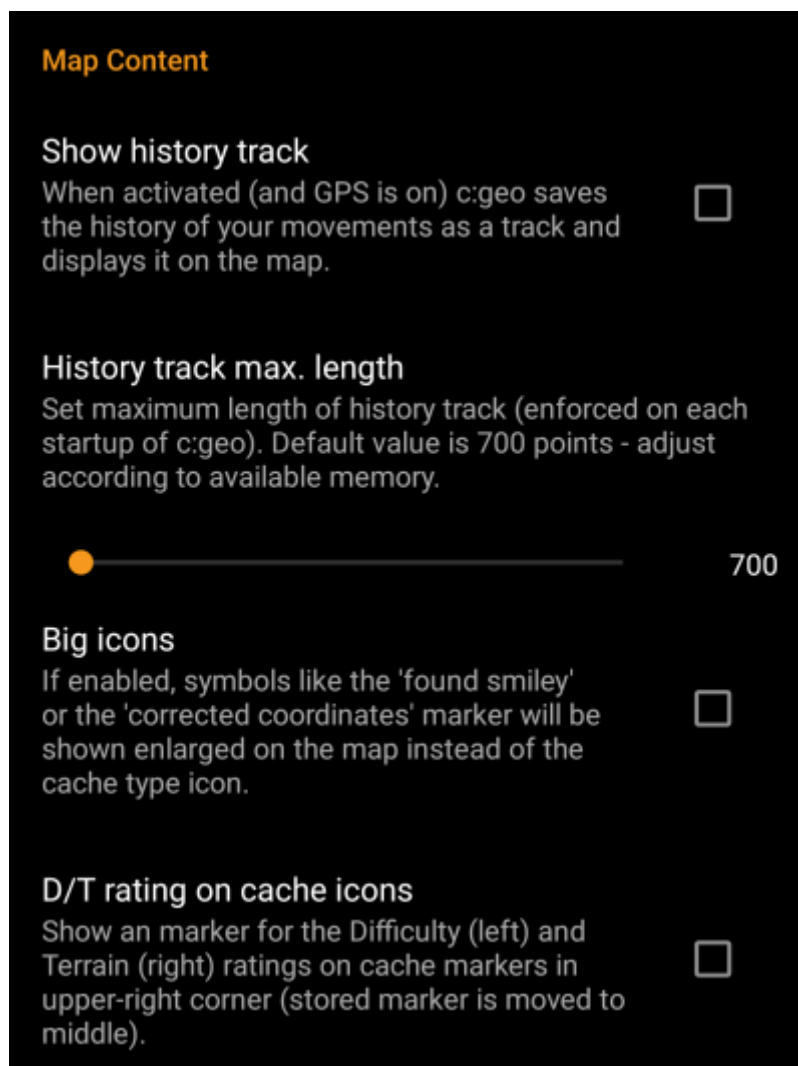 Map Content
Show history track
When activated (and GPS is on) c:geo saves
the history of your movements as a track and
displays it on the map.
History track max. length
Set maximum length of history track (enforced on each
startup of c:geo). Default value is 700 points - adjust
according to available memory.
700
Big icons
If enabled, symbols like the 'found smiley'
or the 'corrected coordinates' marker will be
shown enlarged on the map instead of the
cache type icon.
D/T rating on cache icons
Show an marker for the Difficulty (left) and
Terrain (right) ratings on cache markers in
upper-right corner (stored marker is moved to
middle).